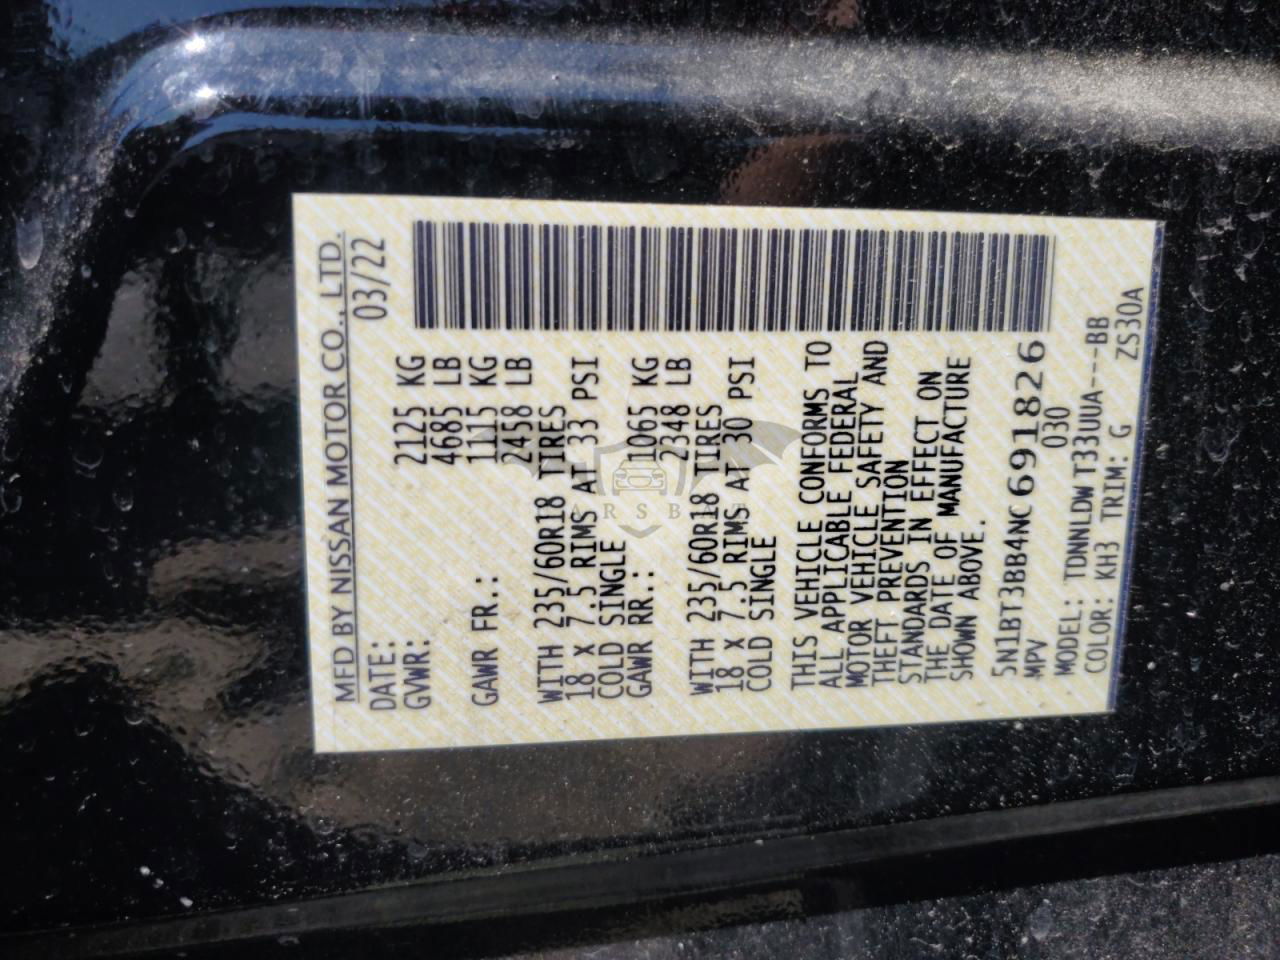 MFD BY NISSAN MOTOR CO., LTD.
DATE: 03/22
GVWR: 2125 KG
4685 LB
GAWR FR.: 1115 KG
2458 LB
WITH 235/60R18 TIRES
18 X 7.5 RIMS AT 33 PSI
COLD SINGLE
GAWR RR.: 1065 KG
2348 LB
WITH 235/60R18 TIRES
18 X 7.5 RIMS AT 30 PSI
COLD SINGLE
THIS VEHICLE CONFORMS TO
ALL APPLICABLE FEDERAL
MOTOR VEHICLE SAFETY AND
THEFT PREVENTION
STANDARDS IN EFFECT ON
THE DATE OF MANUFACTURE
SHOWN ABOVE.
5N1BT3BB4NC691826
MPV 030
MODEL: TDNNLDW T33UUA---BB
COLOR: KH3 TRIM: G ZS30A